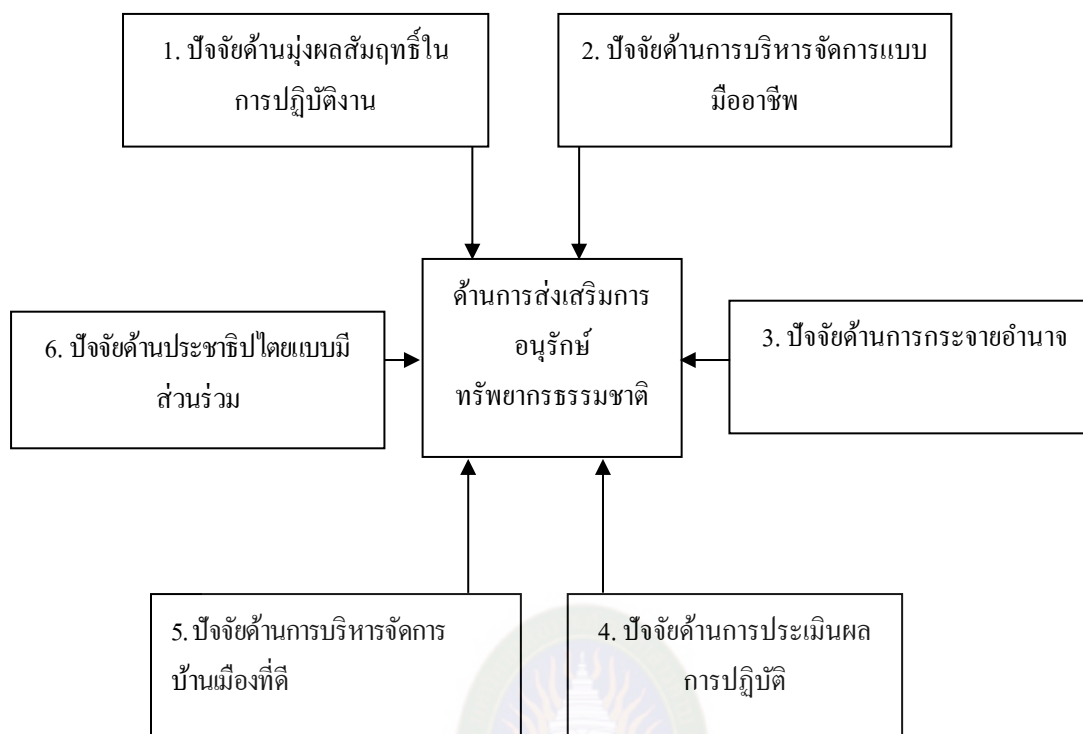 1. ปัจจัยด้านมุ่งผลสัมฤทธิ์ใน
การปฏิบัติงาน
2. ปัจจัยด้านการบริหารจัดการแบบ
มืออาชีพ
ด้านการส่งเสริมการ
อนุรักษ์
ทรัพยากรธรรมชาติ
3. ปัจจัยด้านการกระจายอำนาจ
6. ปัจจัยด้านประชาธิปไตยแบบมี
ส่วนร่วม
5. ปัจจัยด้านการบริหารจัดการ
บ้านเมืองที่ดี
4. ปัจจัยด้านการประเมินผล
การปฏิบัติ